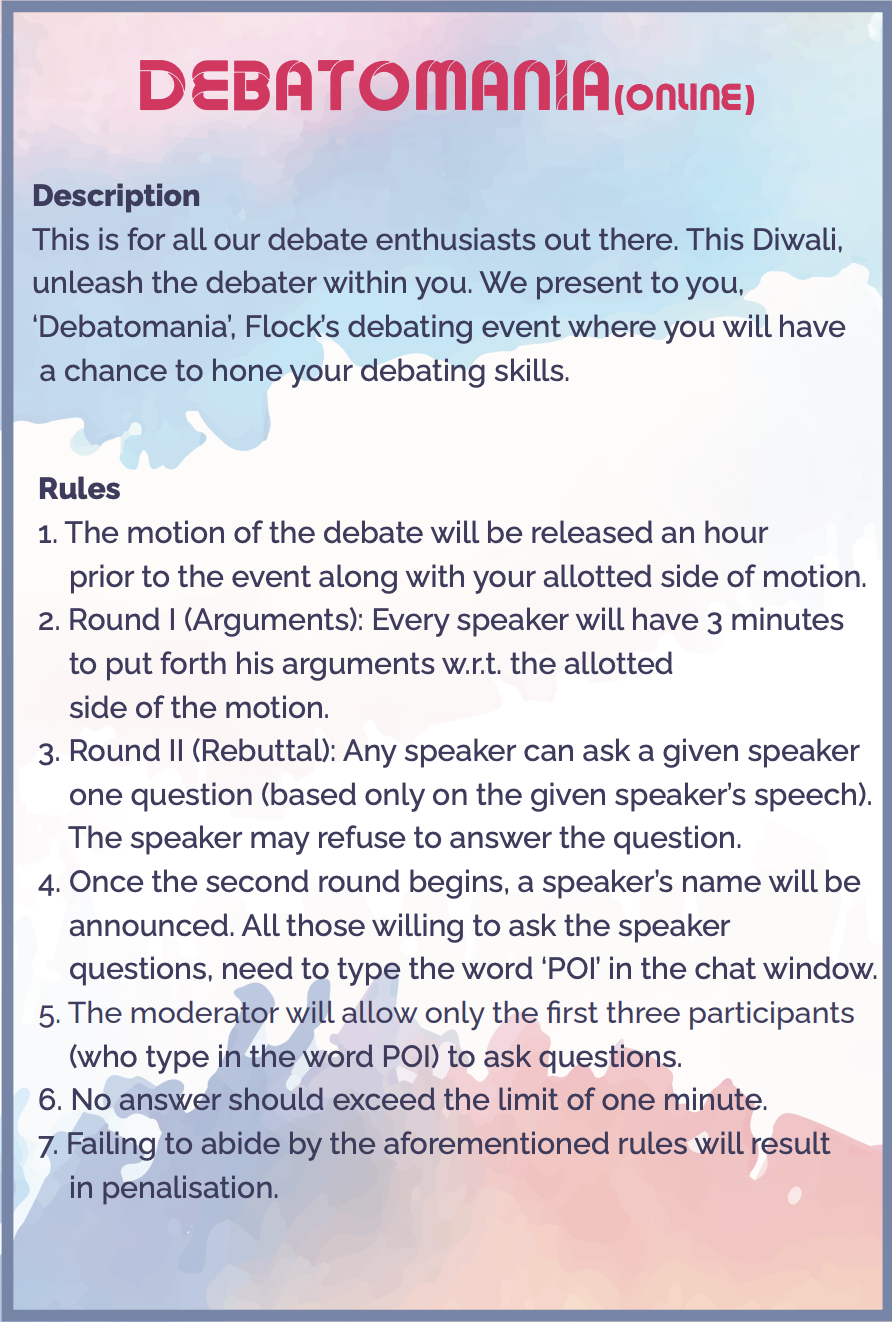 DEBATOMANIA(ONLINE)
Description
This is for all our debate enthusiasts out there. This Diwali,
unleash the debater within you. We present to you,
‘Debatomania’, Flock’s debating event where you will have
a chance to hone your debating skills.
Rules
1. The motion of the debate will be released an hour
prior to the event along with your allotted side of motion.
2. Round I (Arguments): Every speaker will have 3 minutes
to put forth his arguments w.r.t. the allotted
side of the motion.
3. Round II (Rebuttal): Any speaker can ask a given speaker
one question (based only on the given speaker’s speech).
The speaker may refuse to answer the question.
4. Once the second round begins, a speaker’s name will be
announced. All those willing to ask the speaker
questions, need to type the word ‘POI’ in the chat window.
5. The moderator will allow only the first three participants
(who type in the word POI) to ask questions.
6. No answer should exceed the limit of one minute.
7. Failing to abide by the aforementioned rules will result
in penalisation.